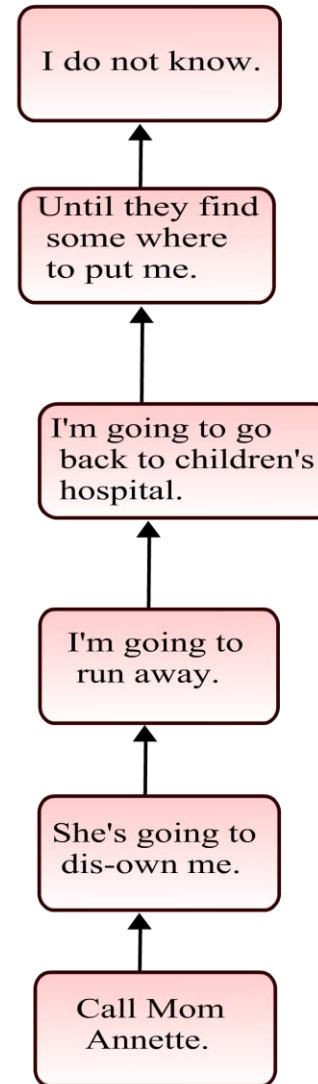 I do not know.
Until they find
some where
to put me.
I'm going to go
back to children's
hospital.
I'm going to
run away.
She's going to
dis-own me.
Call Mom
Annette.